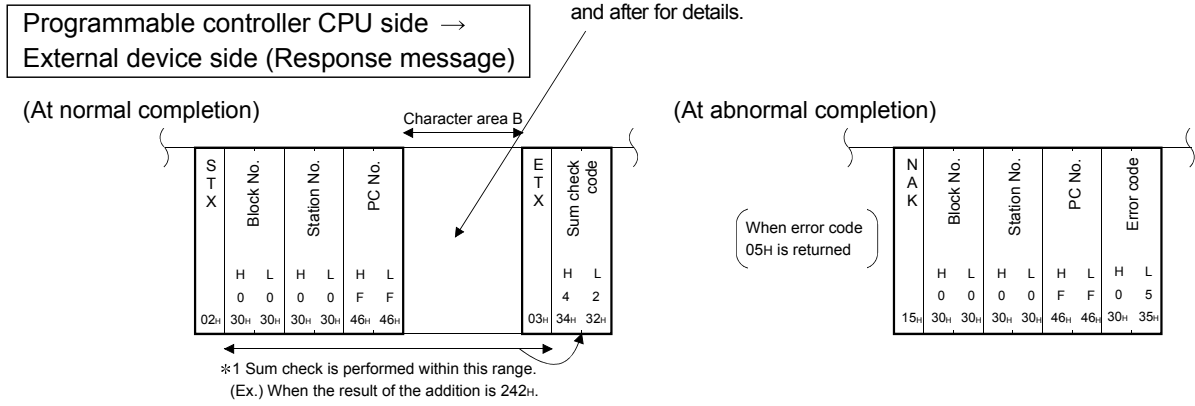 Programmable controller CPU side →
External device side (Response message)
and after for details.
(At normal completion)
Character area B
STX
Block No.
Station No.
PC No.
ETX
Sum check code
H L H L H L H L
0 0 0 0 F F 4 2
02H 30H 30H 30H 30H 46H 46H 03H 34H 32H
*1 Sum check is performed within this range.
(Ex.) When the result of the addition is 242H.
(At abnormal completion)
When error code
05H is returned
NAK
Block No.
Station No.
PC No.
Error code
H L H L H L H L
0 0 0 0 F F 0 5
15H 30H 30H 30H 30H 46H 46H 30H 35H